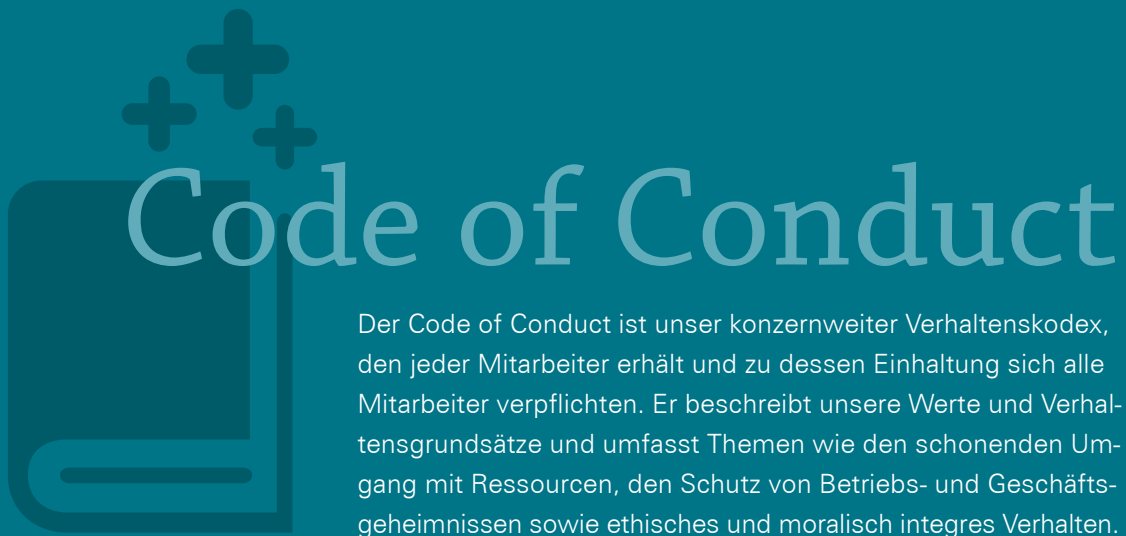 Code of Conduct
Der Code of Conduct ist unser konzernweiter Verhaltenskodex,
den jeder Mitarbeiter erhält und zu dessen Einhaltung sich alle
Mitarbeiter verpflichten. Er beschreibt unsere Werte und Verhal-
tensgrundsätze und umfasst Themen wie den schonenden Um-
gang mit Ressourcen, den Schutz von Betriebs- und Geschäfts-
geheimnissen sowie ethisches und moralisch integres Verhalten.